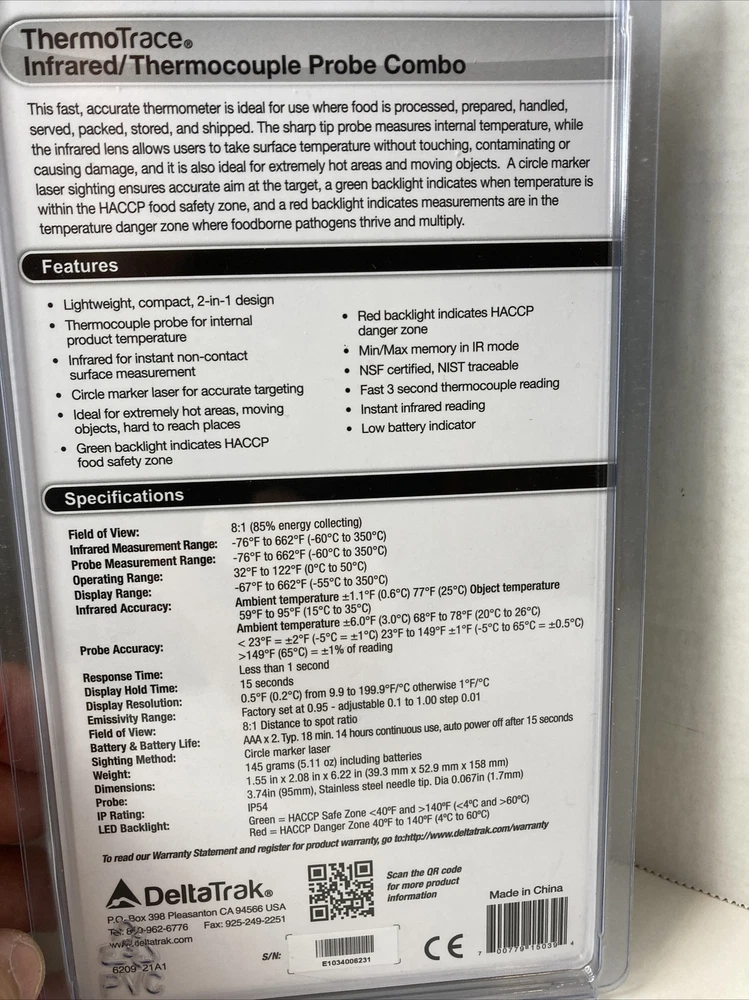 ThermoTrace®
Infrared/Thermocouple Probe Combo
This fast, accurate thermometer is ideal for use where food is processed, prepared, handled,
served, packed, stored, and shipped. The sharp tip probe measures internal temperature, while
the infrared lens allows users to take surface temperature without touching, contaminating or
causing damage, and it is also ideal for extremely hot areas and moving objects. A circle marker
laser sighting ensures accurate aim at the target, a green backlight indicates when temperature is
within the HACCP food safety zone, and a red backlight indicates measurements are in the
temperature danger zone where foodborne pathogens thrive and multiply.
Features
• Lightweight, compact, 2-in-1 design
• Thermocouple probe for internal
product temperature
• Infrared for instant non-contact
surface measurement
• Circle marker laser for accurate targeting
• Ideal for extremely hot areas, moving
objects, hard to reach places
• Green backlight indicates HACCP
food safety zone
• Red backlight indicates HACCP
danger zone
• Min/Max memory in IR mode
• NSF certified, NIST traceable
• Fast 3 second thermocouple reading
• Instant infrared reading
• Low battery indicator
Specifications
Field of View: 8:1 (85% energy collecting)
Infrared Measurement Range: -76°F to 662°F (-60°C to 350°C)
Probe Measurement Range: -76°F to 662°F (-60°C to 350°C)
Operating Range: 32°F to 122°F (0°C to 50°C)
Display Range: -67°F to 662°F (-55°C to 350°C)
Infrared Accuracy: Ambient temperature ±1.1°F (0.6°C) 77°F (25°C) Object temperature
59°F to 95°F (15°C to 35°C)
Ambient temperature ±6.0°F (3.0°C) 68°F to 78°F (20°C to 26°C)
Probe Accuracy: < 23°F = ±2°F (-5°C = ±1°C) 23°F to 149°F ±1°F (-5°C to 65°C = ±0.5°C)
>149°F (65°C) = ±1% of reading
Response Time: Less than 1 second
Display Hold Time: 15 seconds
Display Resolution: 0.5°F (0.2°C) from 9.9 to 199.9°F/°C otherwise 1°F/°C
Emissivity Range: Factory set at 0.95 - adjustable 0.1 to 1.00 step 0.01
Field of View: 8:1 Distance to spot ratio
Battery & Battery Life: AAA x 2. Typ. 18 min. 14 hours continuous use, auto power off after 15 seconds
Sighting Method: Circle marker laser
Weight: 145 grams (5.11 oz) including batteries
Dimensions: 1.55 in x 2.08 in x 6.22 in (39.3 mm x 52.9 mm x 158 mm)
Probe: 3.74in (95mm), Stainless steel needle tip. Dia 0.067in (1.7mm)
IP Rating: IP54
LED Backlight: Green = HACCP Safe Zone <40°F and >140°F (<4°C and >60°C)
Red = HACCP Danger Zone 40°F to 140°F (4°C to 60°C)
To read our Warranty Statement and register for product warranty, go to:http://www.deltatrak.com/warranty
DeltaTrak®
P.O. Box 398 Pleasanton CA 94566 USA
Tel: 850-962-6776 Fax: 925-249-2251
www.deltatrak.com
6209 21A1
PVC
Scan the QR code
for more product
information
S/N:
E1034006231
CE
Made in China
7 00779 15039 4